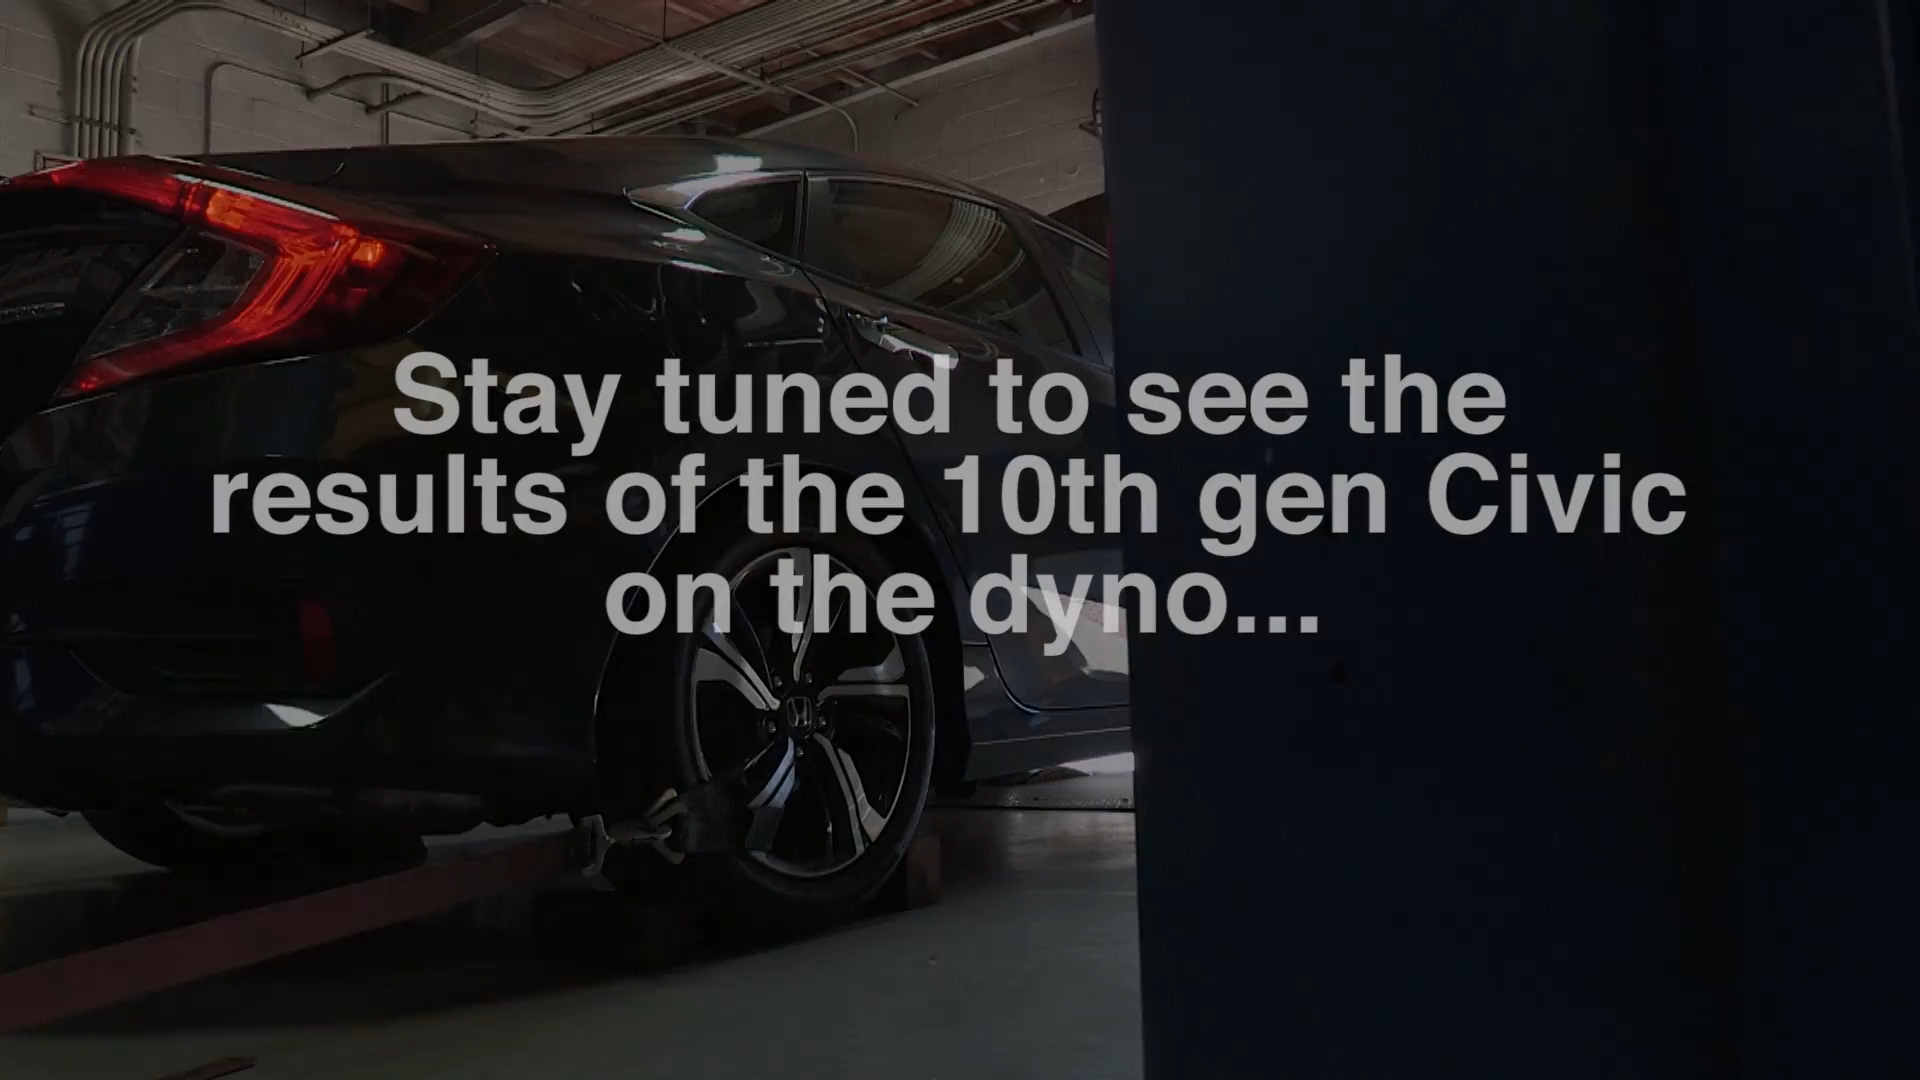 Stay tuned to see the
results of the 10th gen Civic
on the dyno...